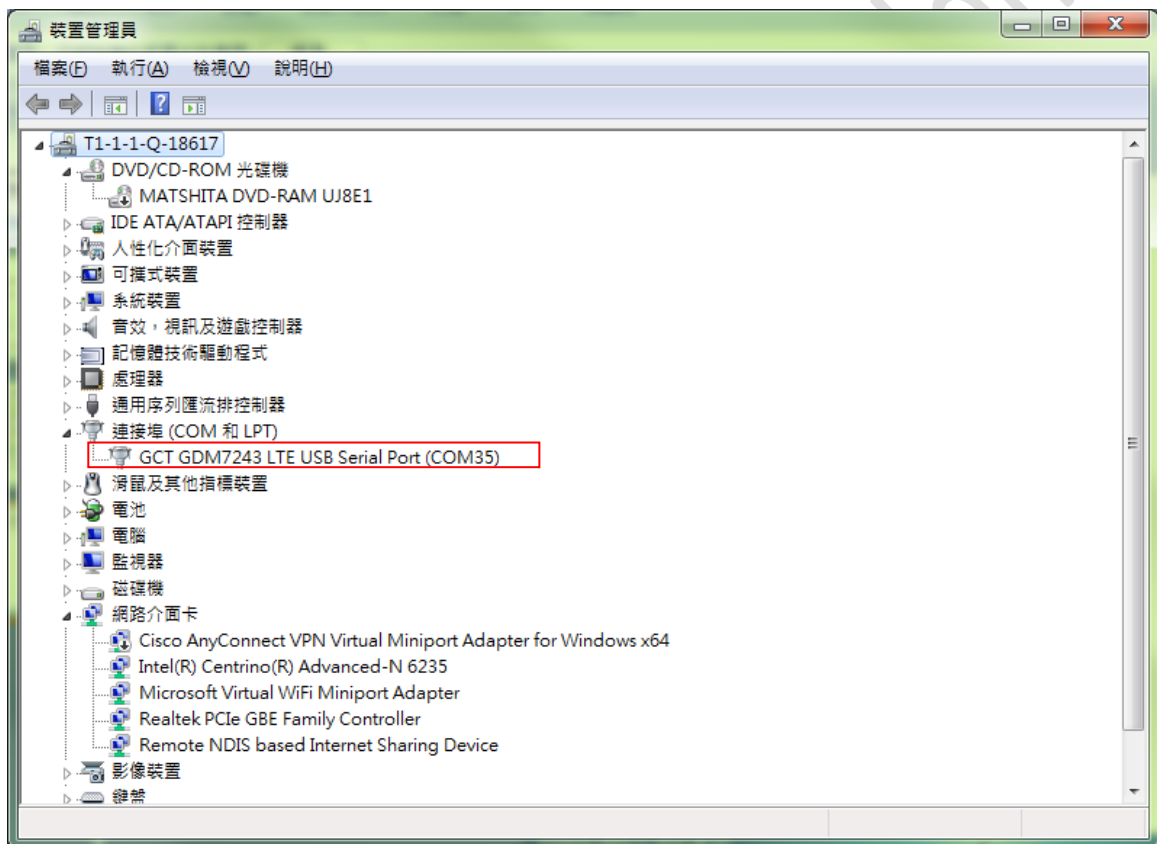 裝置管理員
檔案(F) 執行(A) 檢視(V) 說明(H)
T1-1-1-Q-18617
DVD/CD-ROM 光碟機
MATSHITA DVD-RAM UJ8E1
IDE ATA/ATAPI 控制器
人性化介面裝置
可攜式裝置
系統裝置
音效，視訊及遊戲控制器
記憶體技術驅動程式
處理器
通用序列匯流排控制器
連接埠 (COM 和 LPT)
GCT GDM7243 LTE USB Serial Port (COM35)
滑鼠及其他指標裝置
電池
電腦
監視器
磁碟機
網路介面卡
Cisco AnyConnect VPN Virtual Miniport Adapter for Windows x64
Intel(R) Centrino(R) Advanced-N 6235
Microsoft Virtual WiFi Miniport Adapter
Realtek PCIe GBE Family Controller
Remote NDIS based Internet Sharing Device
影像裝置
鍵盤